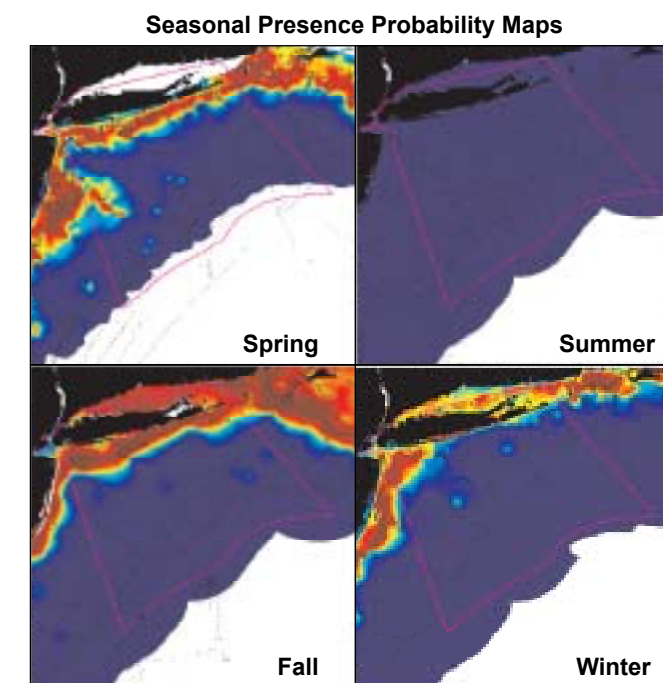 Seasonal Presence Probability Maps
Spring
Summer
Fall
Winter